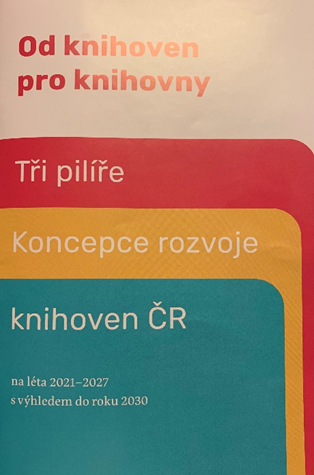 Od knihoven
pro knihovny
Tři pilíře
Koncepce rozvoje
knihoven ČR
na léta 2021–2027
s výhledem do roku 2030